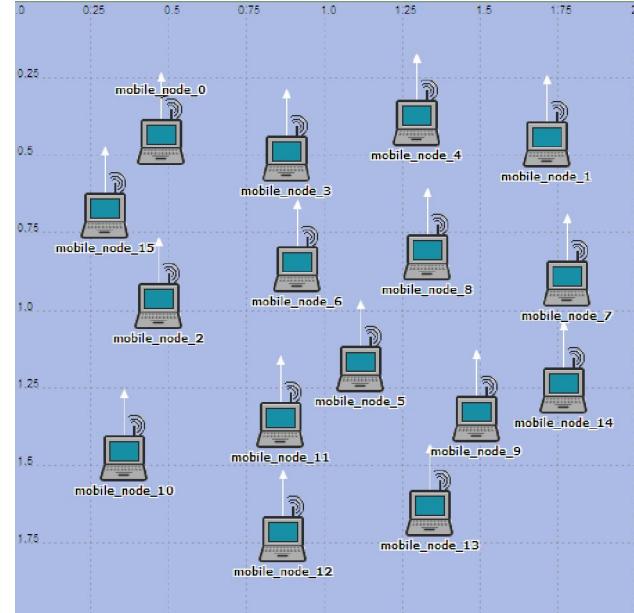 .0 0.25 0.5 0.75 1.0 1.25 1.5 1.75 2
0.25
mobile_node_0
mobile_node_4
0.5
mobile_node_3
mobile_node_1
0.75
mobile_node_15
mobile_node_8
mobile_node_6
1.0
mobile_node_7
mobile_node_2
1.25
mobile_node_5
mobile_node_14
mobile_node_9
mobile_node_11
1.5
mobile_node_10
1.75
mobile_node_13
mobile_node_12